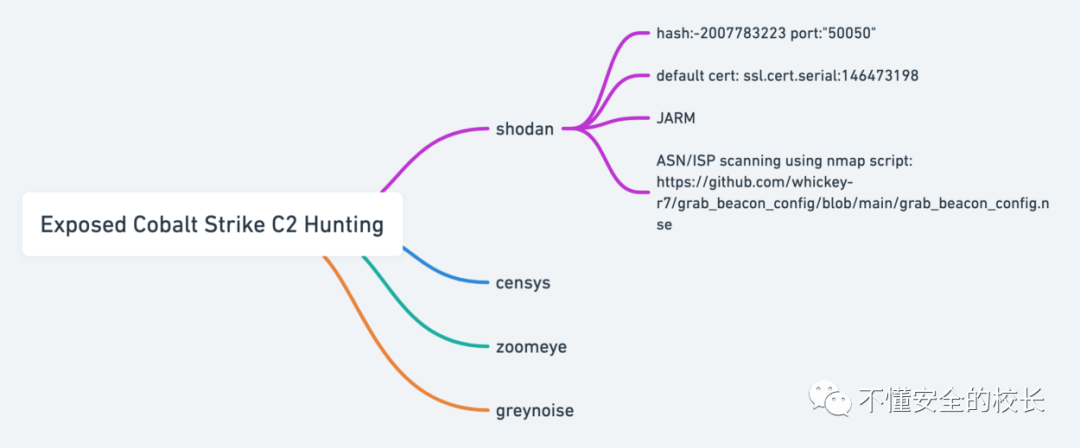 hash:-2007783223 port:"50050"
default cert: ssl.cert.serial:146473198
shodan
JARM
ASN/ISP scanning using nmap script:
https://github.com/whickey-
r7/grab_beacon_config/blob/main/grab_beacon_config.n
se
Exposed Cobalt Strike C2 Hunting
censys
zoomeye
greynoise
不懂安全的校长